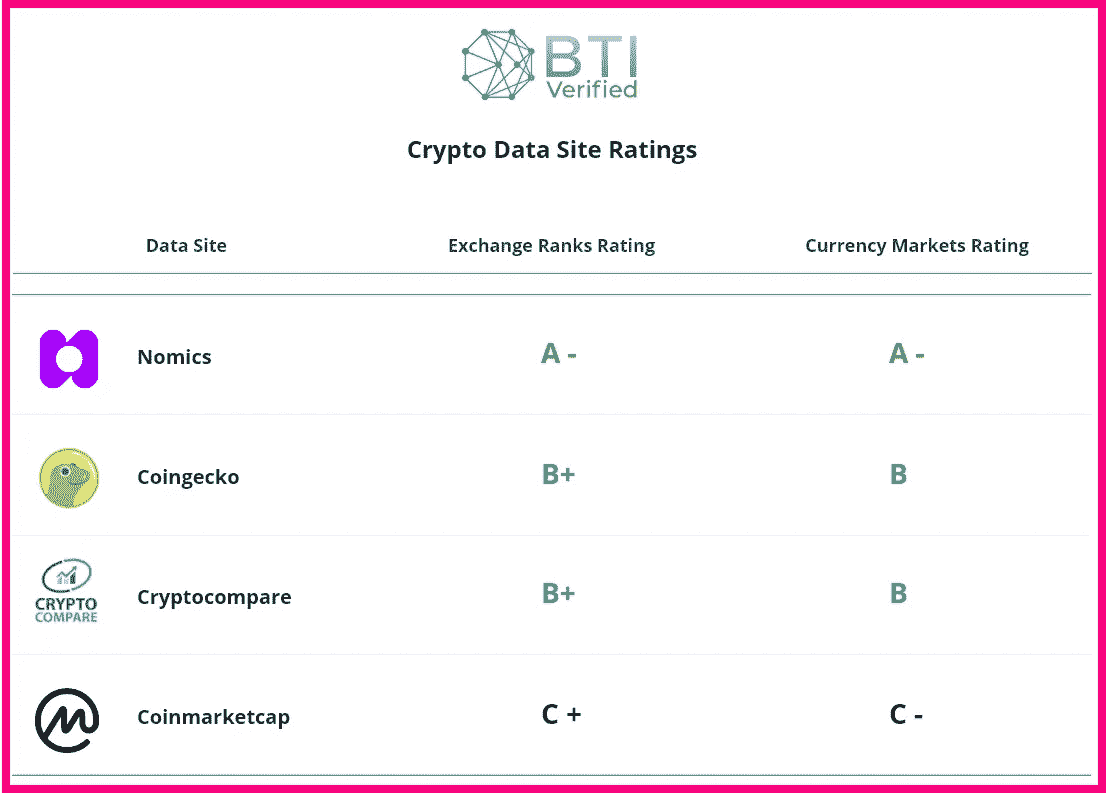 BTI
Verified
Crypto Data Site Ratings
Data Site Exchange Ranks Rating Currency Markets Rating
Nomics A - A -
Coingecko B+ B
CRYPTO
COMPARE
Cryptocompare B+ B
Coinmarketcap C + C -